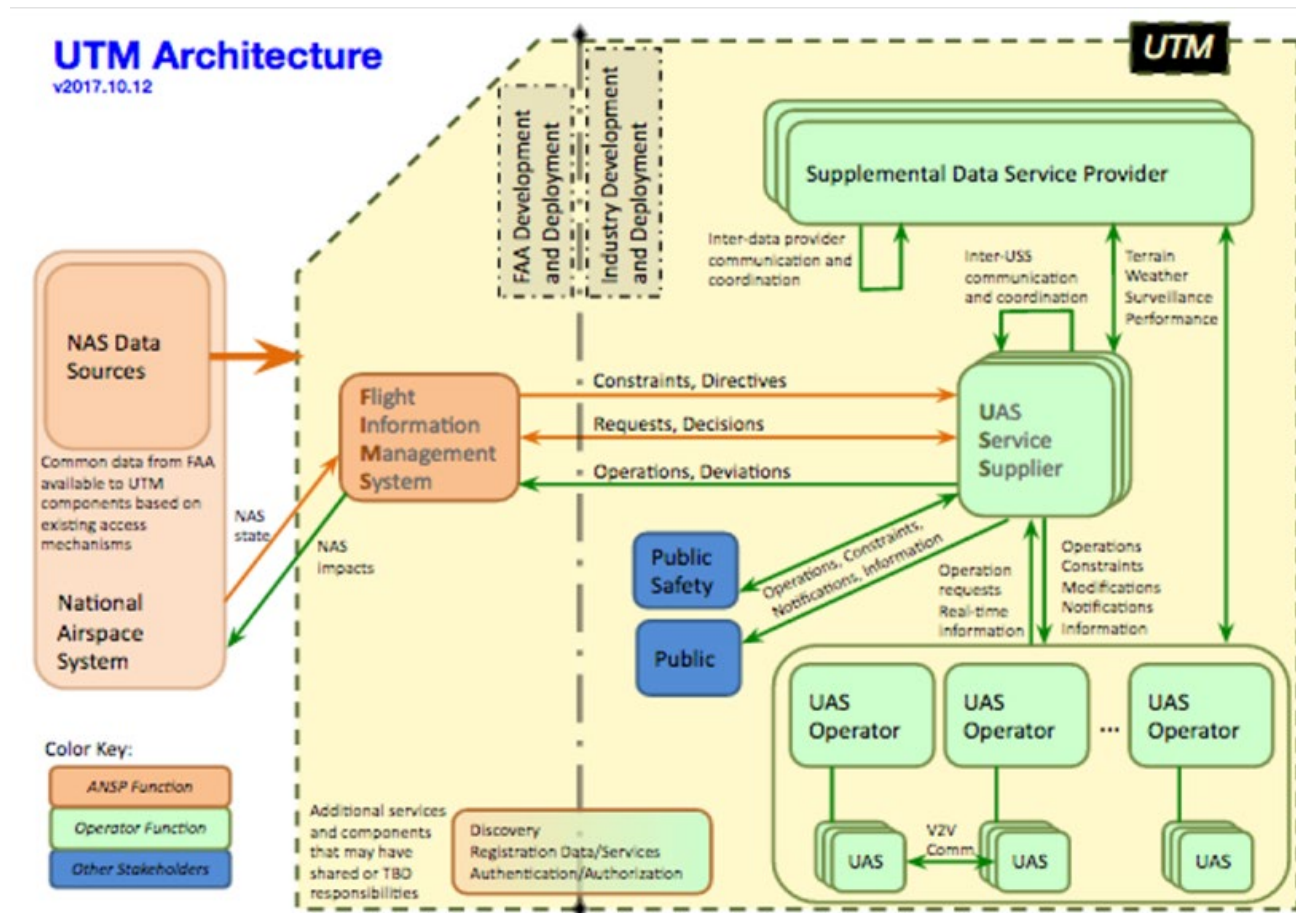 UTM Architecture
v2017.10.12
UTM
FAA Development
and Deployment
Industry Development
and Deployment
Supplemental Data Service Provider
Inter-data provider
communication and
coordination
Inter-USS
communication
and coordination
Terrain
Weather
Surveillance
Performance
NAS Data
Sources
Common data from FAA
available to UTM
components based on
existing access
mechanisms
National
Airspace
System
NAS
state
NAS
impacts
Flight
Information
Management
System
Constraints, Directives
Requests, Decisions
Operations, Deviations
UAS
Service
Supplier
Public
Safety
Public
Operations, Constraints,
Notifications, Information
Operation
requests
Real-time
information
Operations
Constraints
Modifications
Notifications
Information
UAS
Operator
UAS
Operator
...
UAS
Operator
UAS
V2V
Comm.
UAS
UAS
Color Key:
ANSP Function
Operator Function
Other Stakeholders
Additional services
and components
that may have
shared or TBD
responsibilities
Discovery
Registration Data/Services
Authentication/Authorization